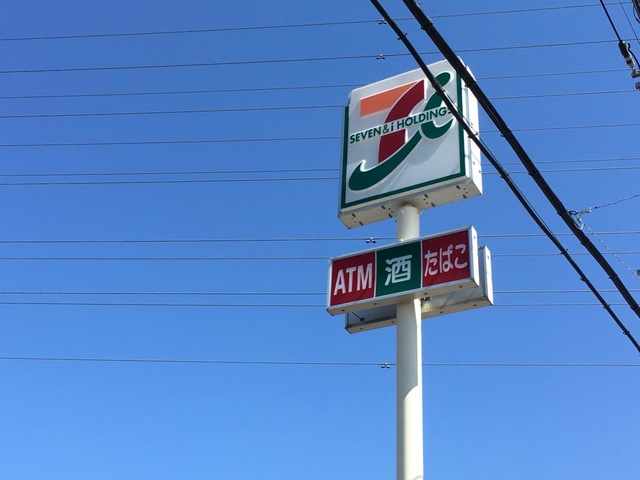 SEVEN & i HOLDINGS
ATM 酒 たばこ